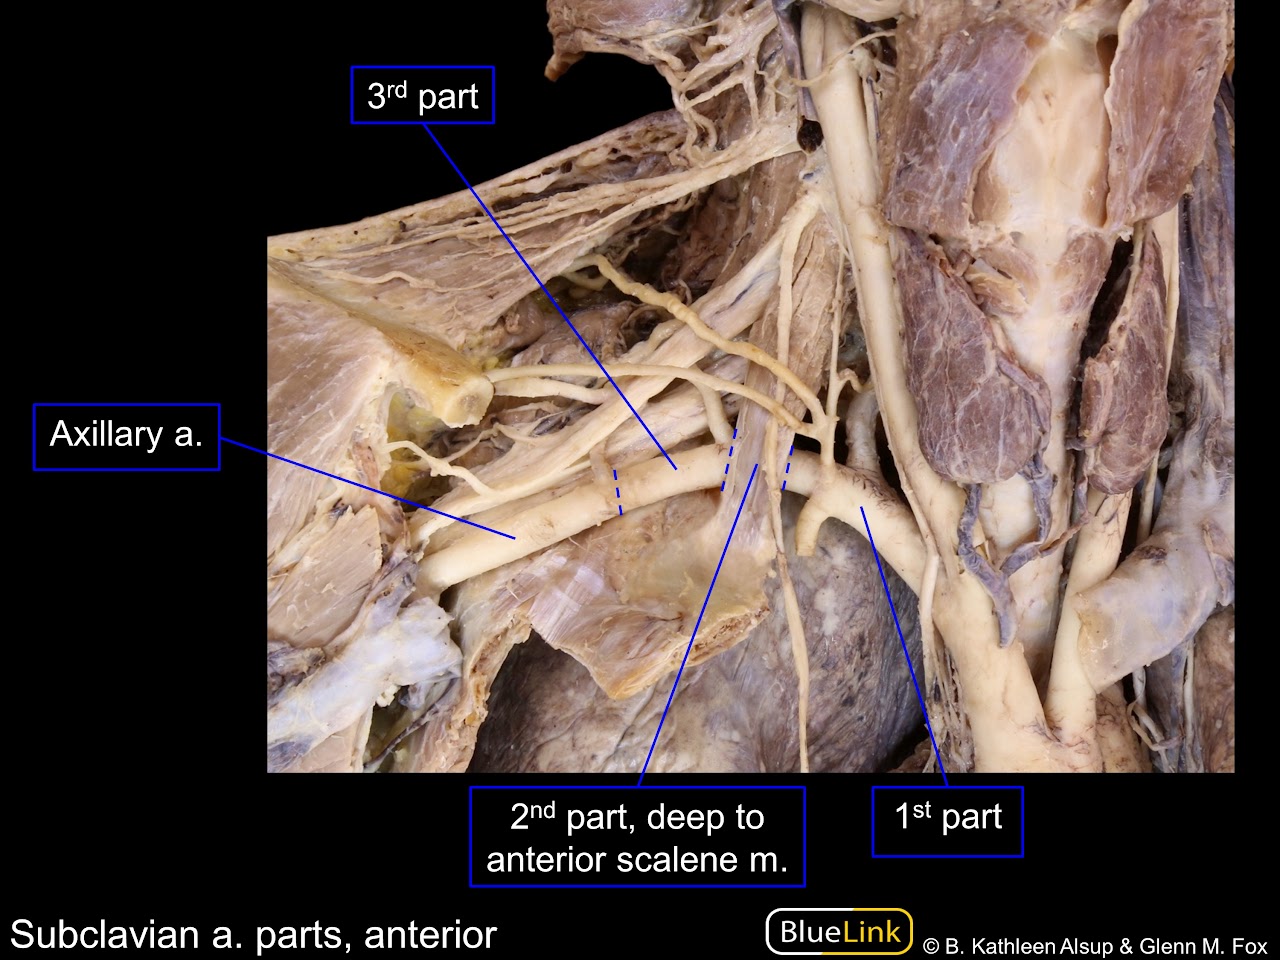 3rd part
Axillary a.
2nd part, deep to
anterior scalene m.
1st part
Subclavian a. parts, anterior
BlueLink
© B. Kathleen Alsup & Glenn M. Fox